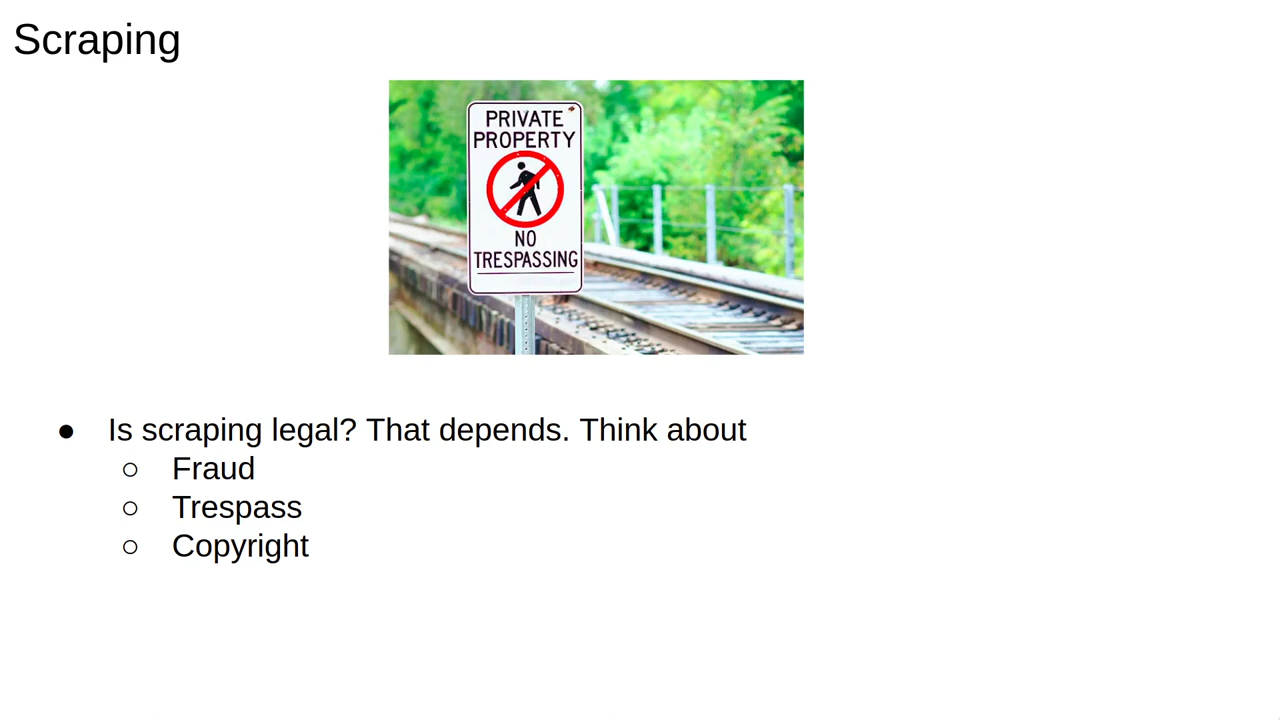 Scraping
PRIVATE
PROPERTY
NO
TRESPASSING
● Is scraping legal? That depends. Think about
○ Fraud
○ Trespass
○ Copyright